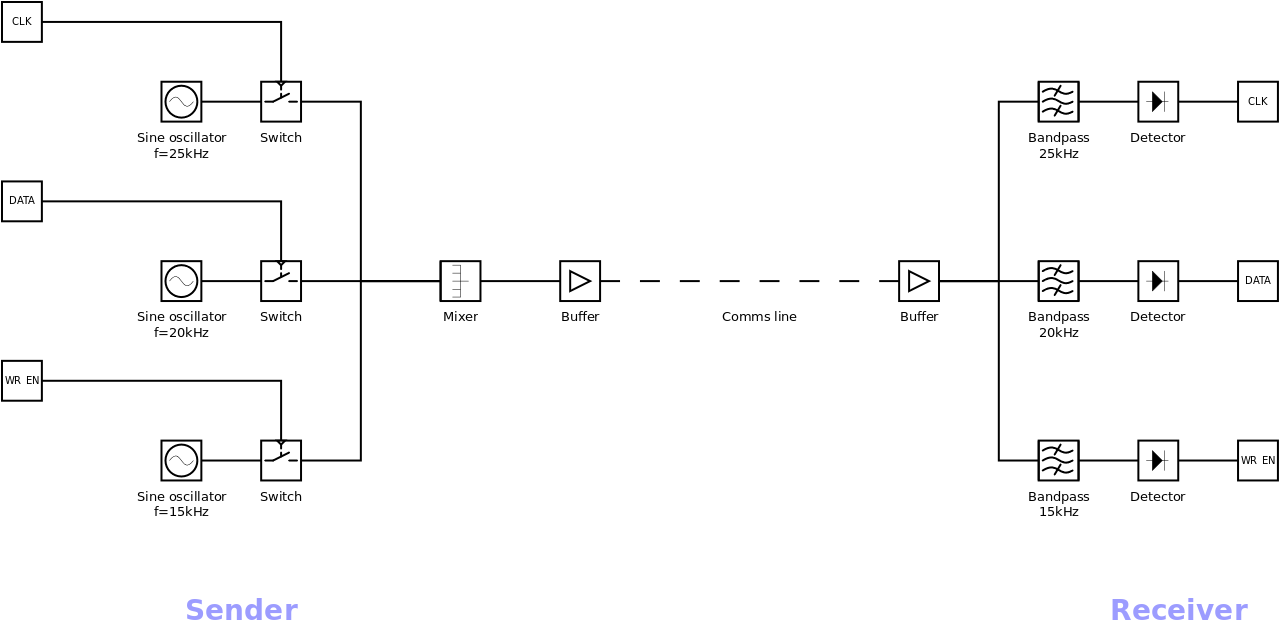 CLK
Sine oscillator
f=25kHz
Switch
Bandpass
25kHz
Detector
CLK
DATA
Sine oscillator
f=20kHz
Switch
Mixer
Buffer
Comms line
Buffer
Bandpass
20kHz
Detector
DATA
WR EN
Sine oscillator
f=15kHz
Switch
Bandpass
15kHz
Detector
WR EN
Sender
Receiver